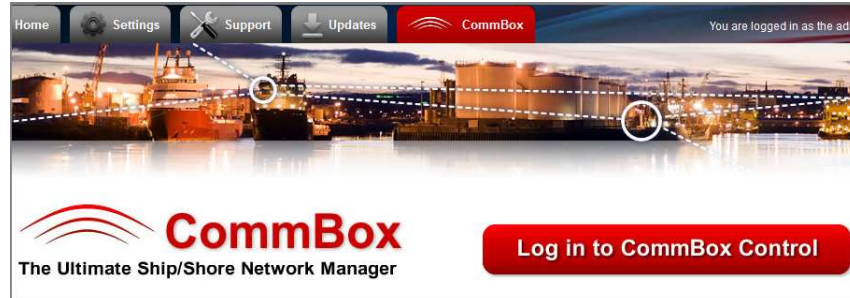 Home Settings Support Updates CommBox You are logged in as the ad
CommBox
The Ultimate Ship/Shore Network Manager
Log in to CommBox Control